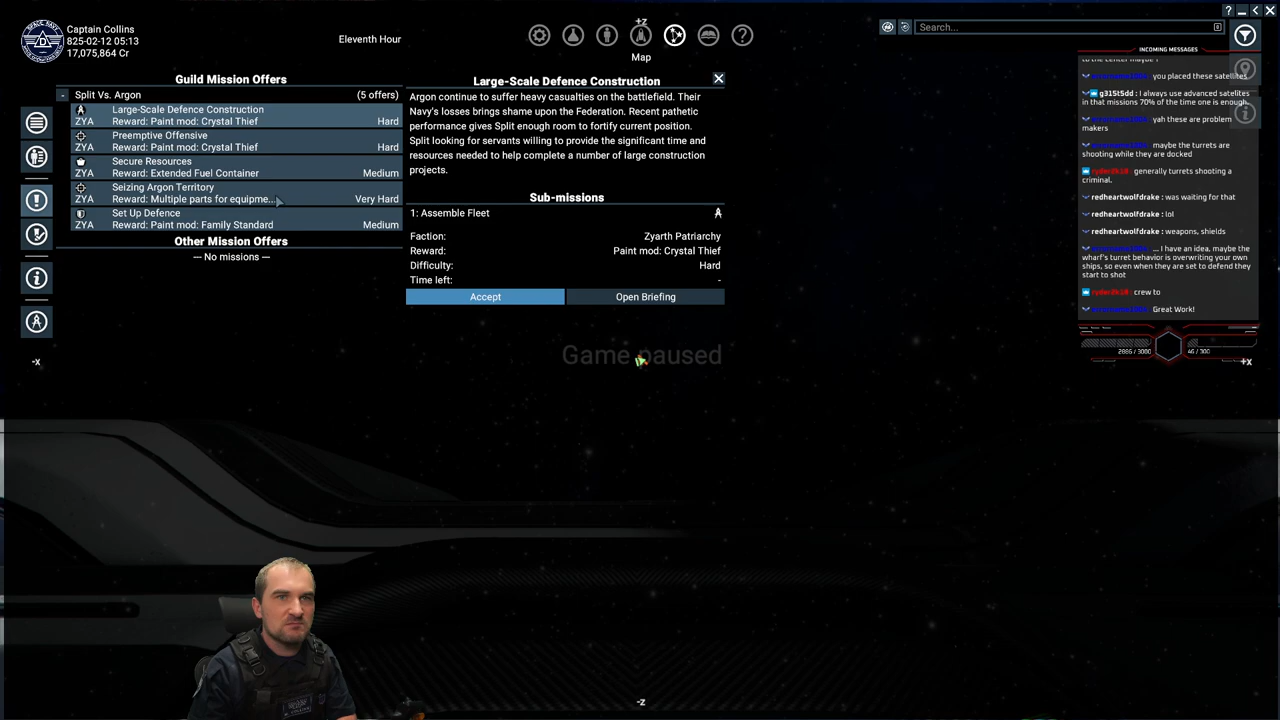 Captain Collins
825-02-12 05:13
17,075,864 Cr
Eleventh Hour
+Z
Map
Search...
Guild Mission Offers
- Split Vs. Argon (5 offers)
Large-Scale Defence Construction
ZYA Reward: Paint mod: Crystal Thief Hard
Preemptive Offensive
ZYA Reward: Paint mod: Crystal Thief Hard
Secure Resources
ZYA Reward: Extended Fuel Container Medium
Seizing Argon Territory
ZYA Reward: Multiple parts for equipme... Very Hard
Set Up Defence
ZYA Reward: Paint mod: Family Standard Medium
Other Mission Offers
--- No missions ---
Large-Scale Defence Construction
Argon continue to suffer heavy casualties on the battlefield. Their
Navy's losses brings shame upon the Federation. Recent pathetic
performance gives Split enough room to fortify current position.
Split looking for servants willing to provide the significant time and
resources needed to help complete a number of large construction
projects.
Sub-missions
1: Assemble Fleet
Faction: Zyarth Patriarchy
Reward: Paint mod: Crystal Thief
Difficulty: Hard
Time left: -
Accept Open Briefing
Game paused
INCOMING MESSAGES
you placed these satellites
g315t5dd: I always use advanced satelites
in that missions 70% of the time one is enough
yah these are problem
makers
maybe the turrets are
shooting while they are docked
generally turrets shooting a
criminal.
redheartwolfdrake: was waiting for that
redheartwolfdrake: lol
redheartwolfdrake: weapons, shields
... I have an idea, maybe the
wharf's turret behavior is overwriting your own
ships, so even when they are set to defend they
start to shot
crew to
Great Work!
2886 / 3000
46 / 300
-X
+X
-Z